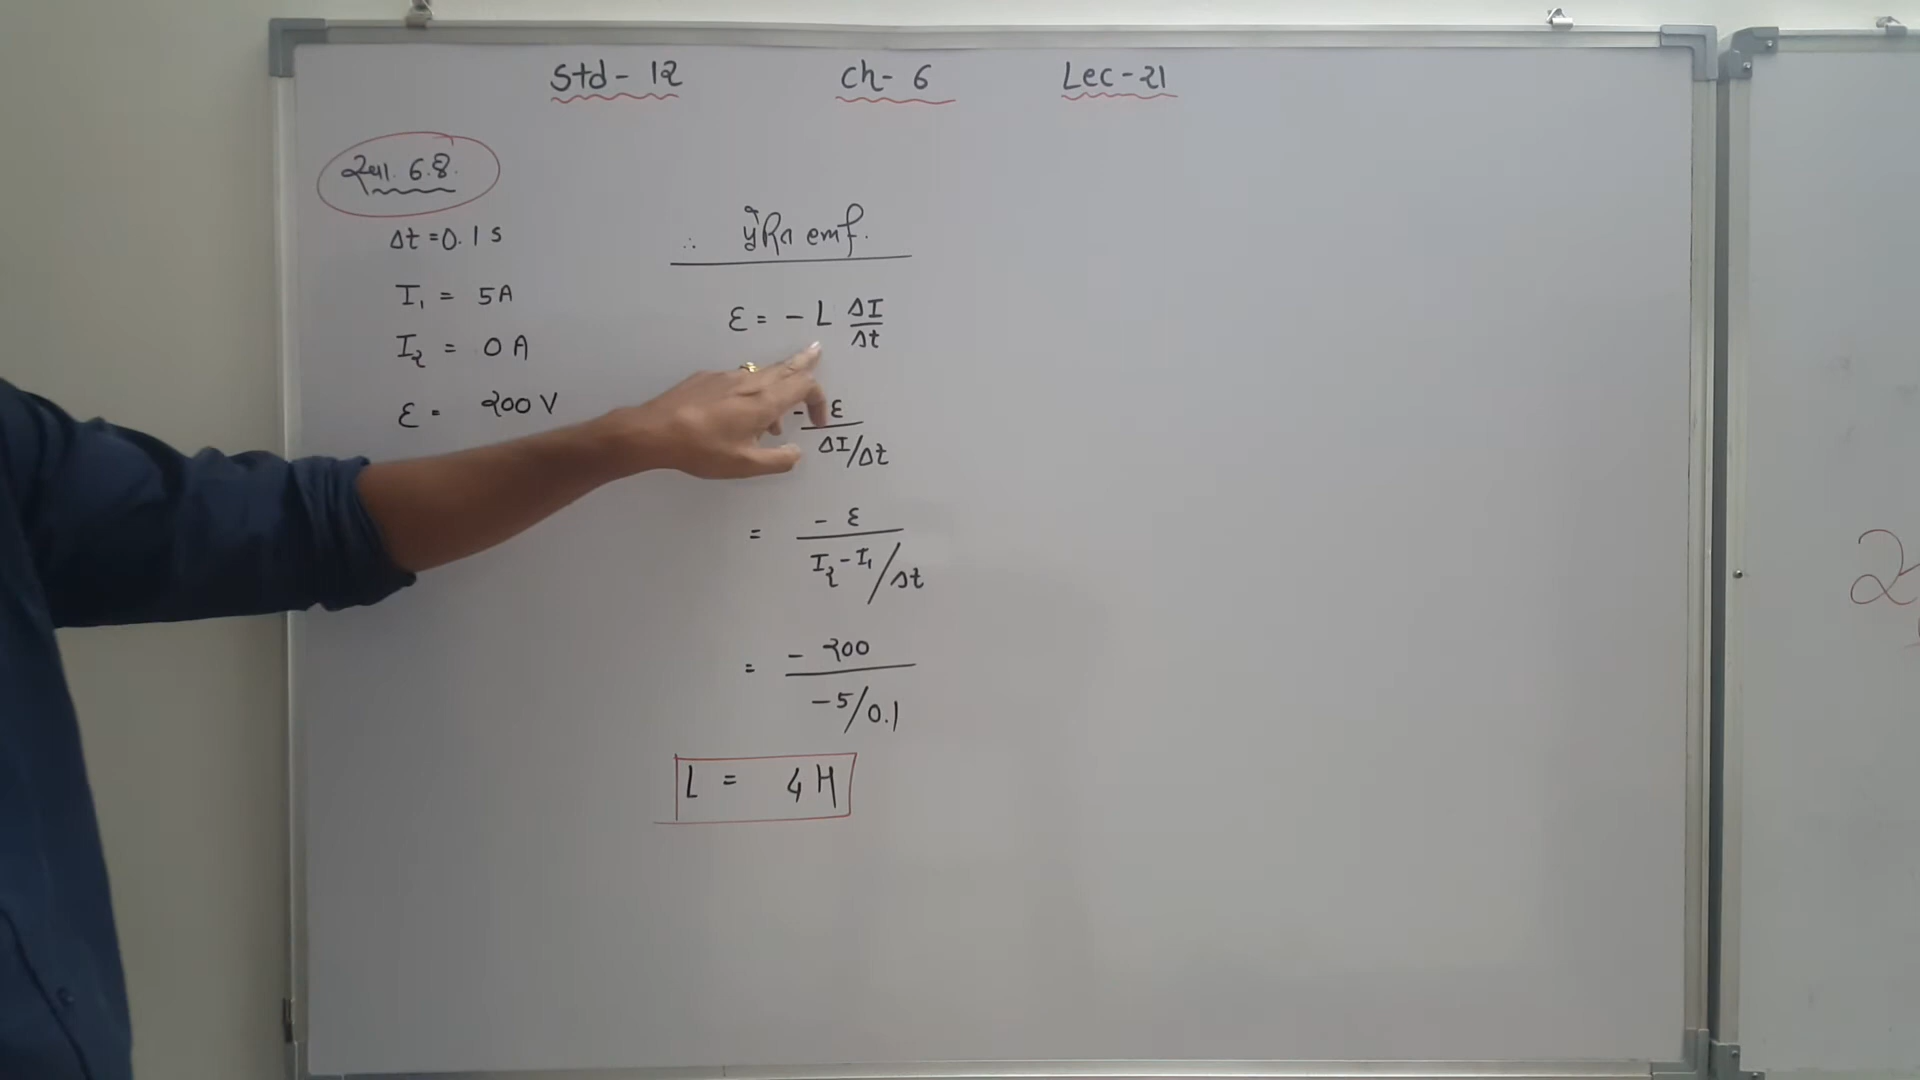 Std - 12 Ch - 6 Lec - 21
સ્વા. 6.8.
Δt = 0.1 s
I₁ = 5A
I₂ = 0 A
ε = 200 V
∴ પ્રેરિત emf.
ε = - L ΔI/Δt
- ε
ΔI/Δt
= - ε
I₂ - I₁/Δt
= - 200
-5/0.1
L = 4 H